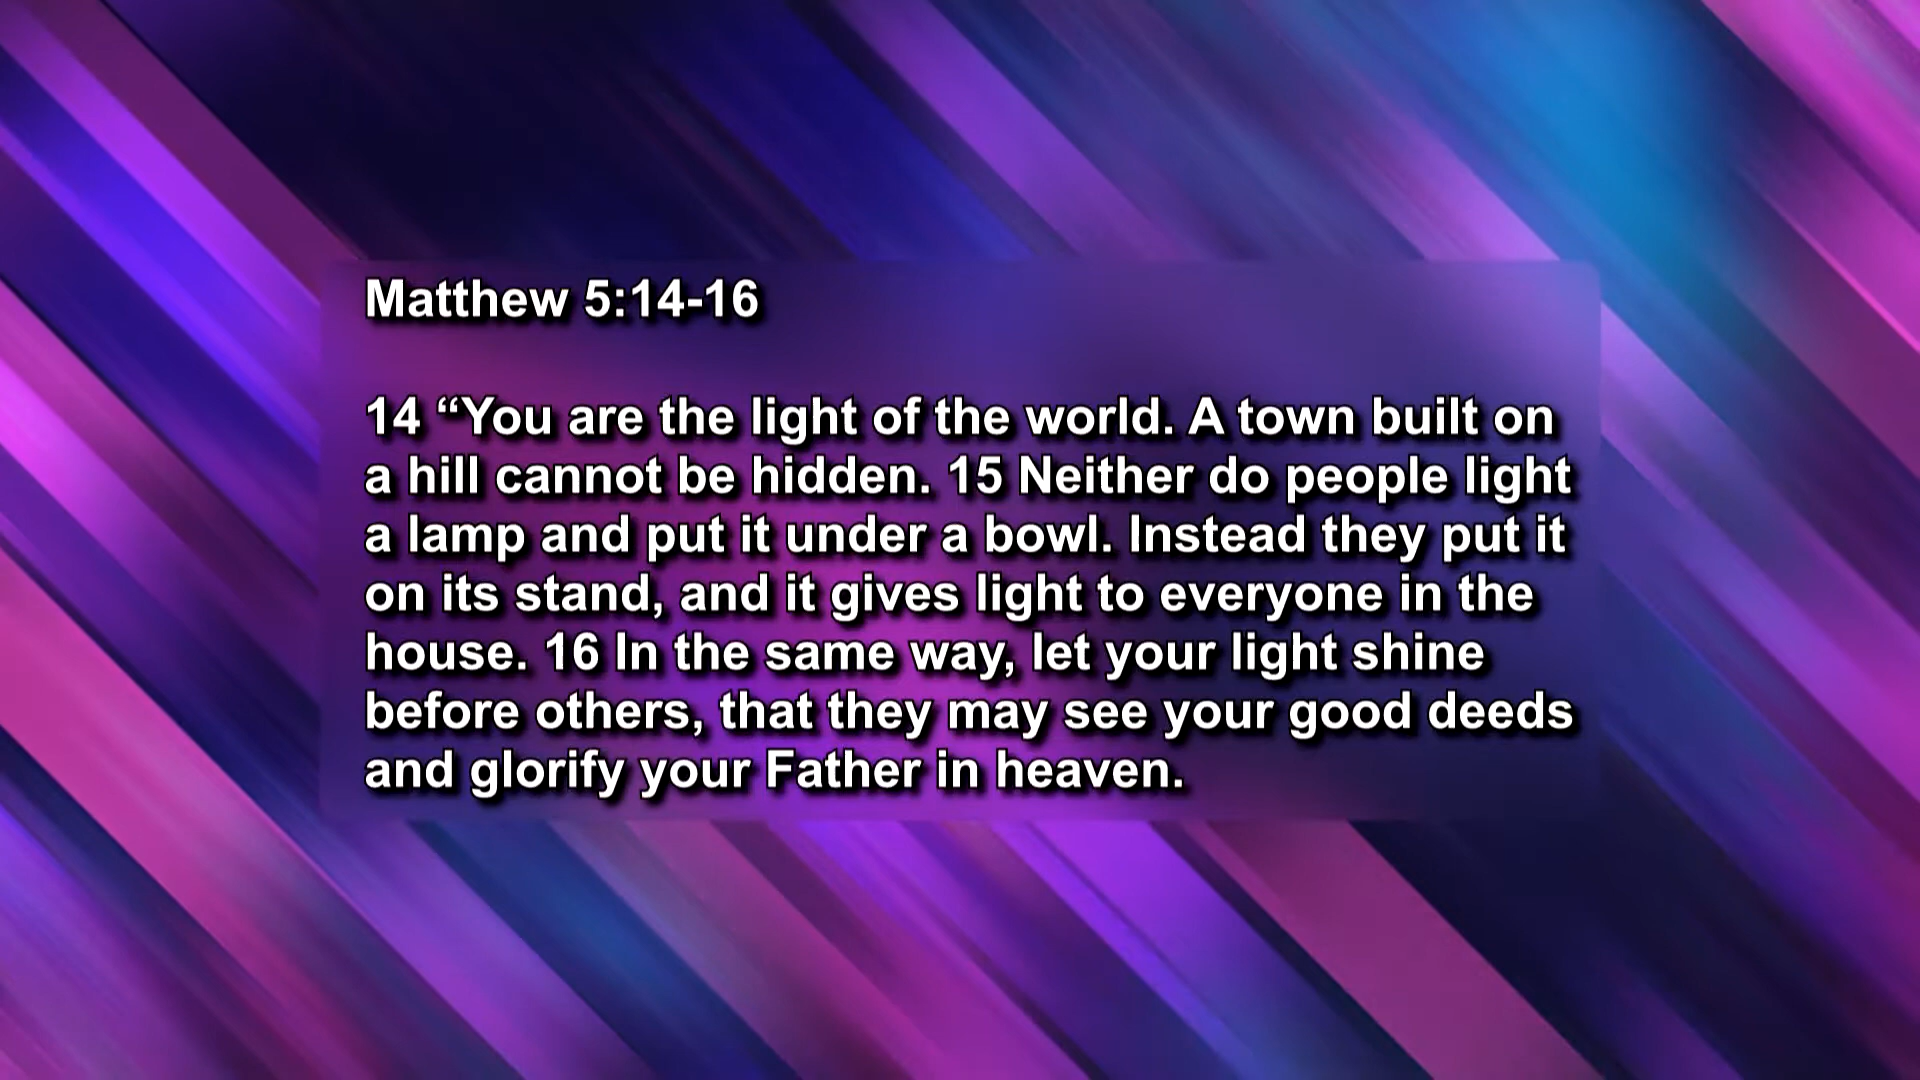 Matthew 5:14-16
14 “You are the light of the world. A town built on
a hill cannot be hidden. 15 Neither do people light
a lamp and put it under a bowl. Instead they put it
on its stand, and it gives light to everyone in the
house. 16 In the same way, let your light shine
before others, that they may see your good deeds
and glorify your Father in heaven.